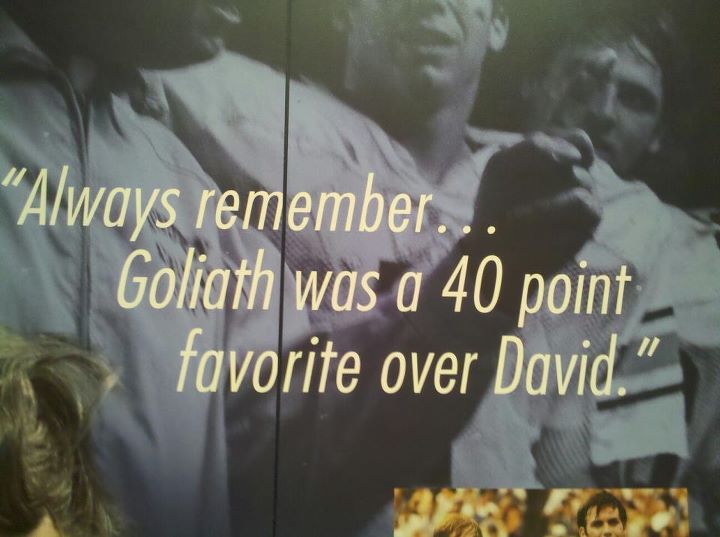 "Always remember...
Goliath was a 40 point
favorite over David."